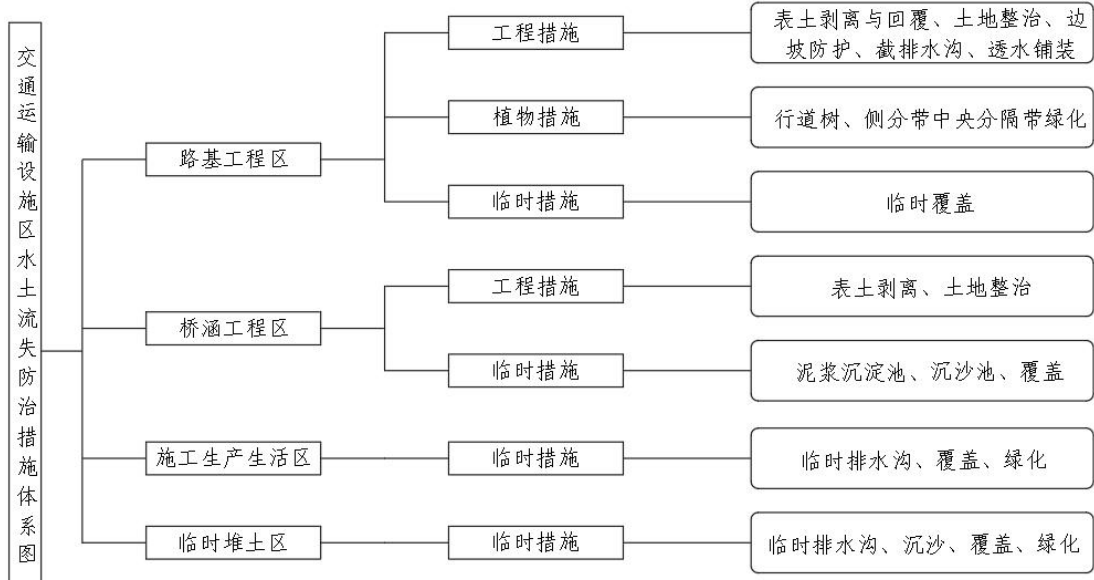 交通运输设施区水土流失防治措施体系图
路基工程区
工程措施
表土剥离与回覆、土地整治、边
坡防护、截排水沟、透水铺装
植物措施
行道树、侧分带中央分隔带绿化
临时措施
临时覆盖
桥涵工程区
工程措施
表土剥离、土地整治
临时措施
泥浆沉淀池、沉沙池、覆盖
施工生产生活区
临时措施
临时排水沟、覆盖、绿化
临时堆土区
临时措施
临时排水沟、沉沙、覆盖、绿化